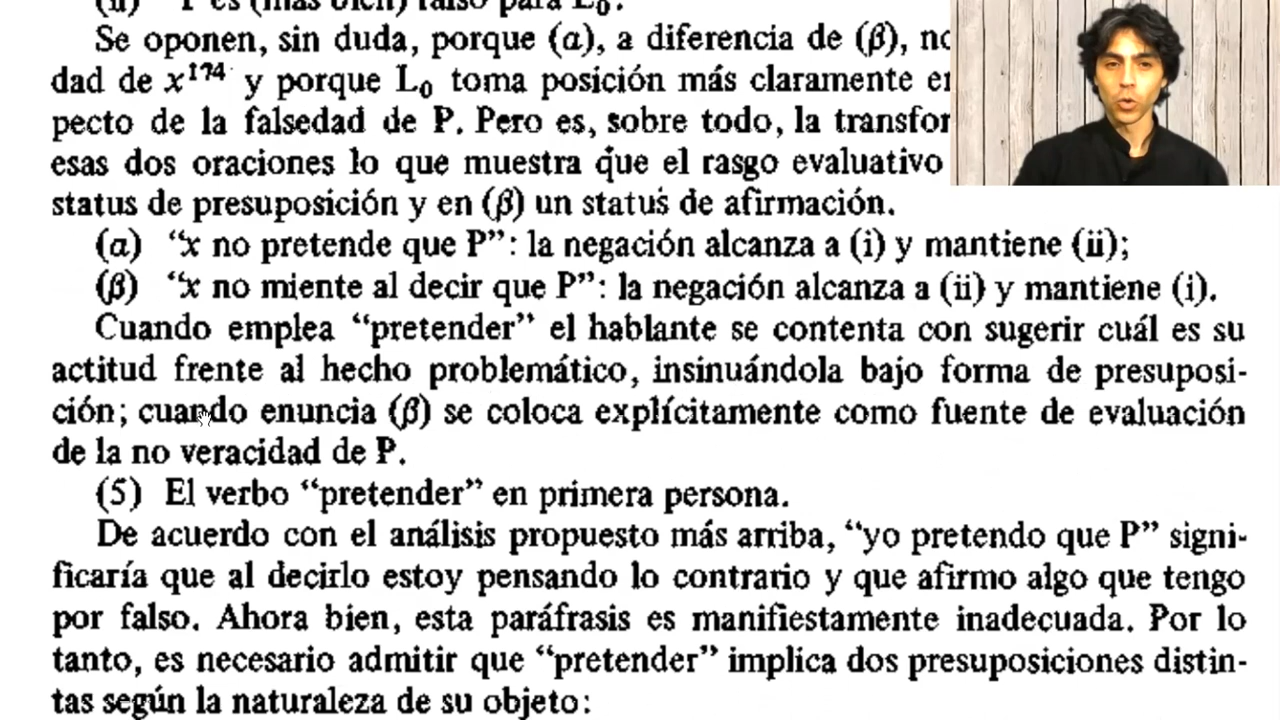 (ii) "P es (más bien) falso para L₀.
Se oponen, sin duda, porque (α), a diferencia de (β), no
dad de x¹⁷⁴ y porque L₀ toma posición más claramente
pecto de la falsedad de P. Pero es, sobre todo, la
esas dos oraciones lo que muestra que el rasgo evaluativo
status de presuposición y en (β) un status de afirmación.
(α) “x no pretende que P”: la negación alcanza a (i) y mantiene (ii);
(β) “x no miente al decir que P”: la negación alcanza a (ii) y mantiene (i).
Cuando emplea “pretender” el hablante se contenta con sugerir cuál es su
actitud frente al hecho problemático, insinuándola bajo forma de presuposi-
ción; cuando enuncia (β) se coloca explícitamente como fuente de evaluación
de la no veracidad de P.
(5) El verbo “pretender” en primera persona.
De acuerdo con el análisis propuesto más arriba, “yo pretendo que P” signi-
ficaría que al decirlo estoy pensando lo contrario y que afirmo algo que tengo
por falso. Ahora bien, esta paráfrasis es manifiestamente inadecuada. Por lo
tanto, es necesario admitir que “pretender” implica dos presuposiciones distin-
tas según la naturaleza de su objeto: